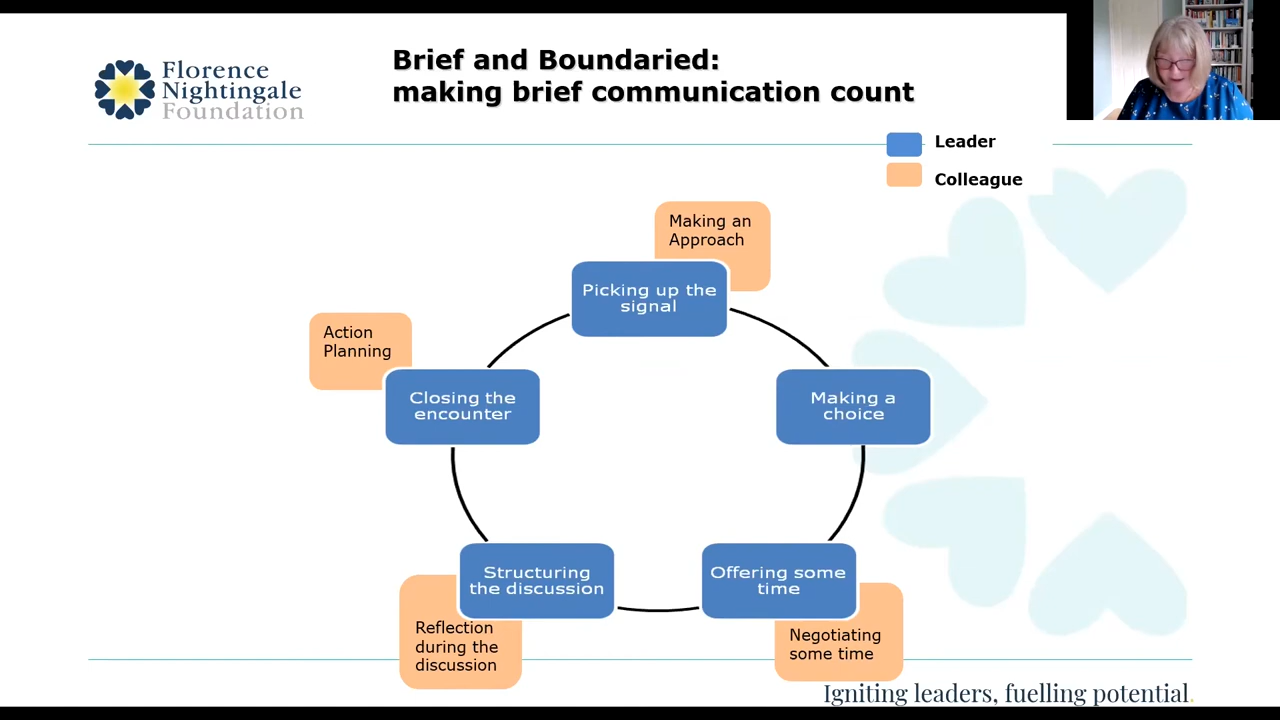 Florence
Nightingale
Foundation
Brief and Boundaried:
making brief communication count
Leader
Colleague
Making an
Approach
Picking up the
signal
Action
Planning
Closing the
encounter
Making a
choice
Structuring
the discussion
Offering some
time
Reflection
during the
discussion
Negotiating
some time
Igniting leaders, fuelling potential.